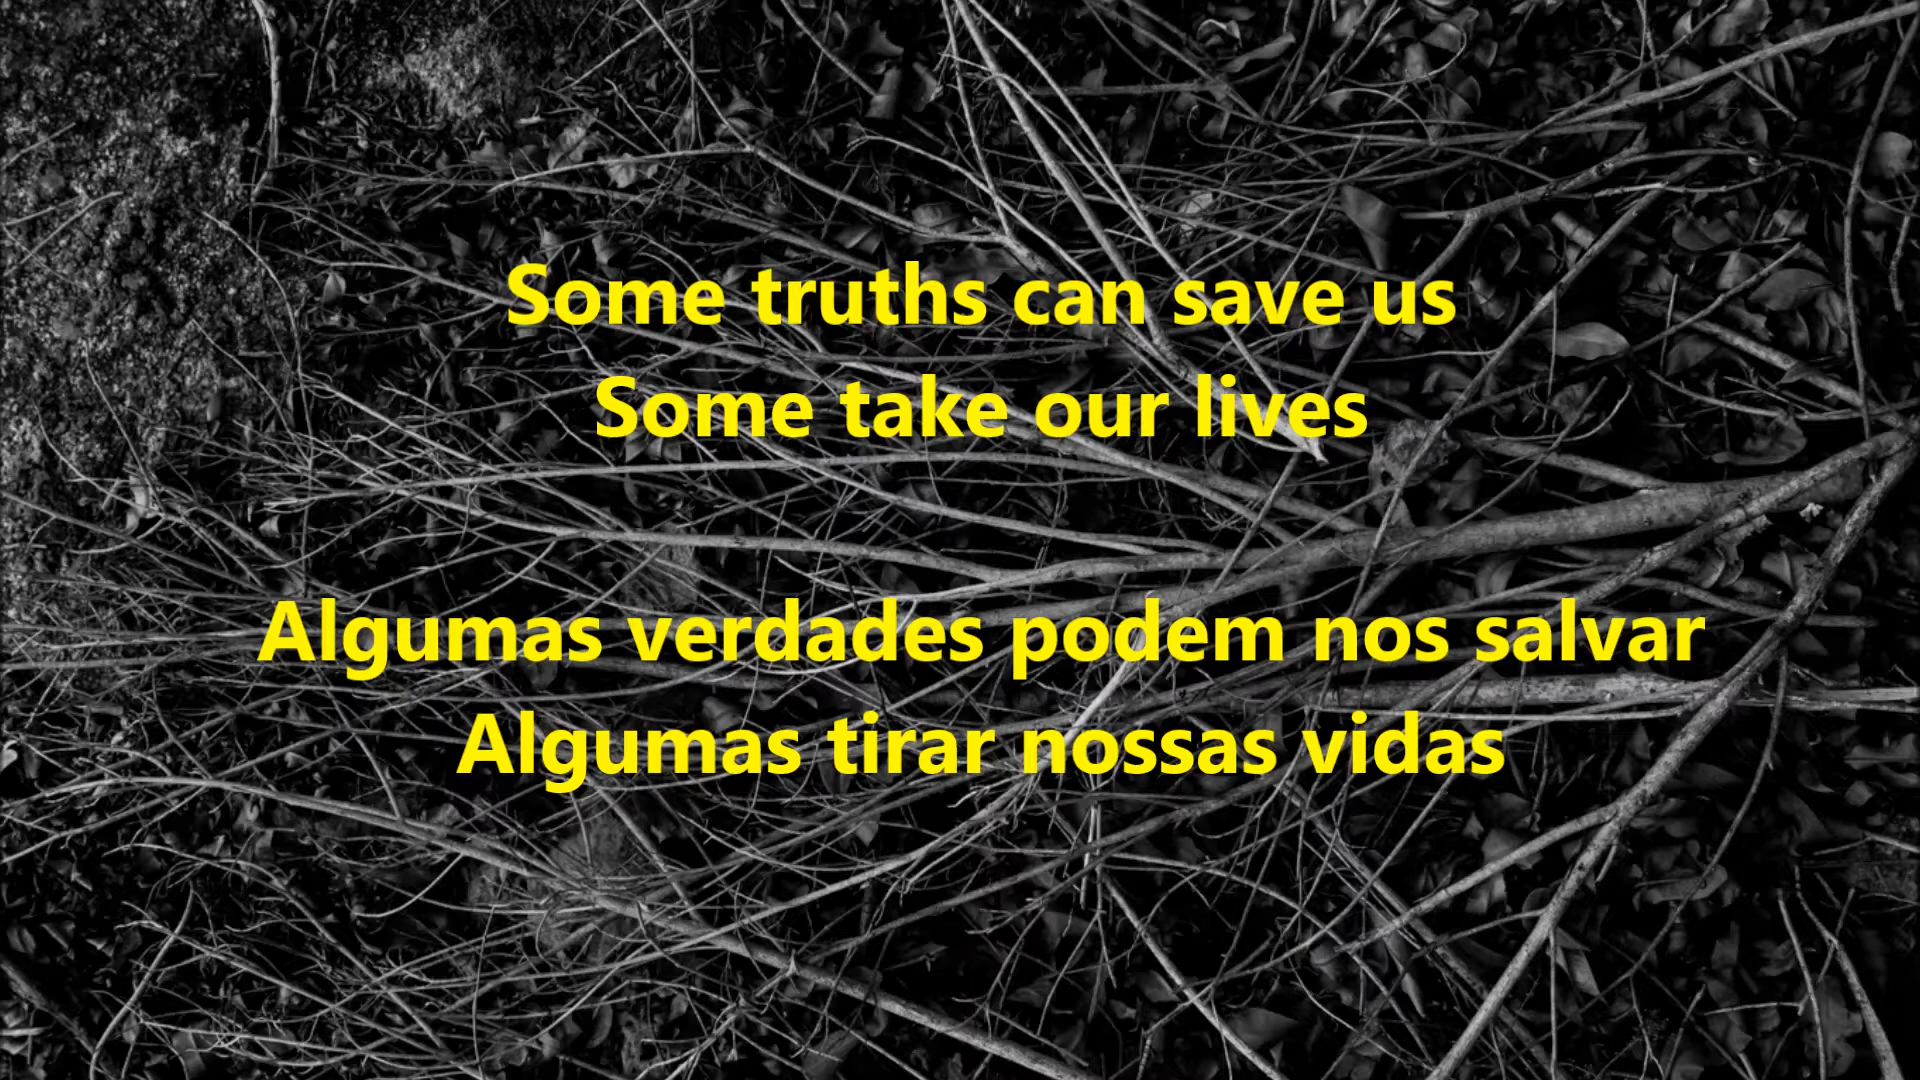 Some truths can save us
Some take our lives
Algumas verdades podem nos salvar
Algumas tirar nossas vidas